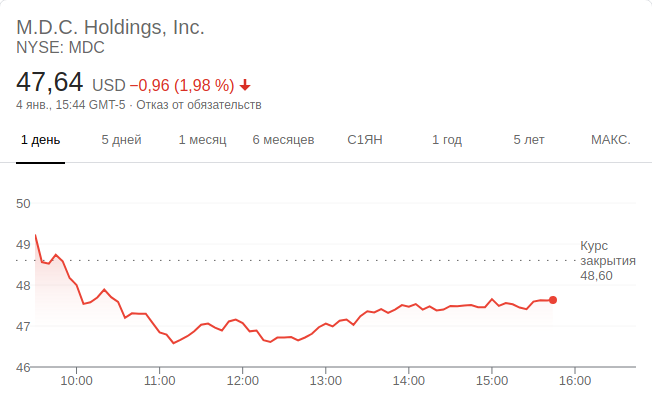 M.D.C. Holdings, Inc.
NYSE: MDC
47,64 USD −0,96 (1,98 %)
4 янв., 15:44 GMT-5 · Отказ от обязательств
1 день 5 дней 1 месяц 6 месяцев С1ЯН 1 год 5 лет МАКС.
50
49
48
47
46
Курс
закрытия
48,60
10:00 11:00 12:00 13:00 14:00 15:00 16:00